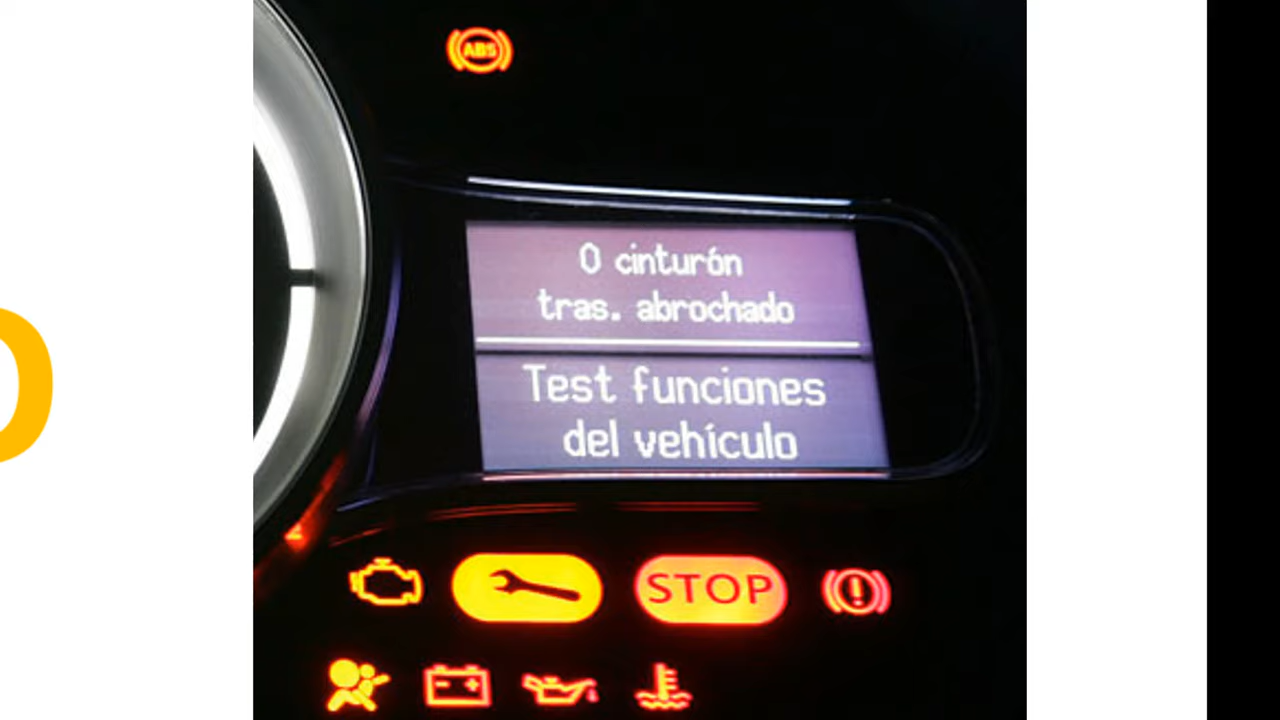 ABS
0 cinturón
tras. abrochado
Test funciones
del vehículo
STOP